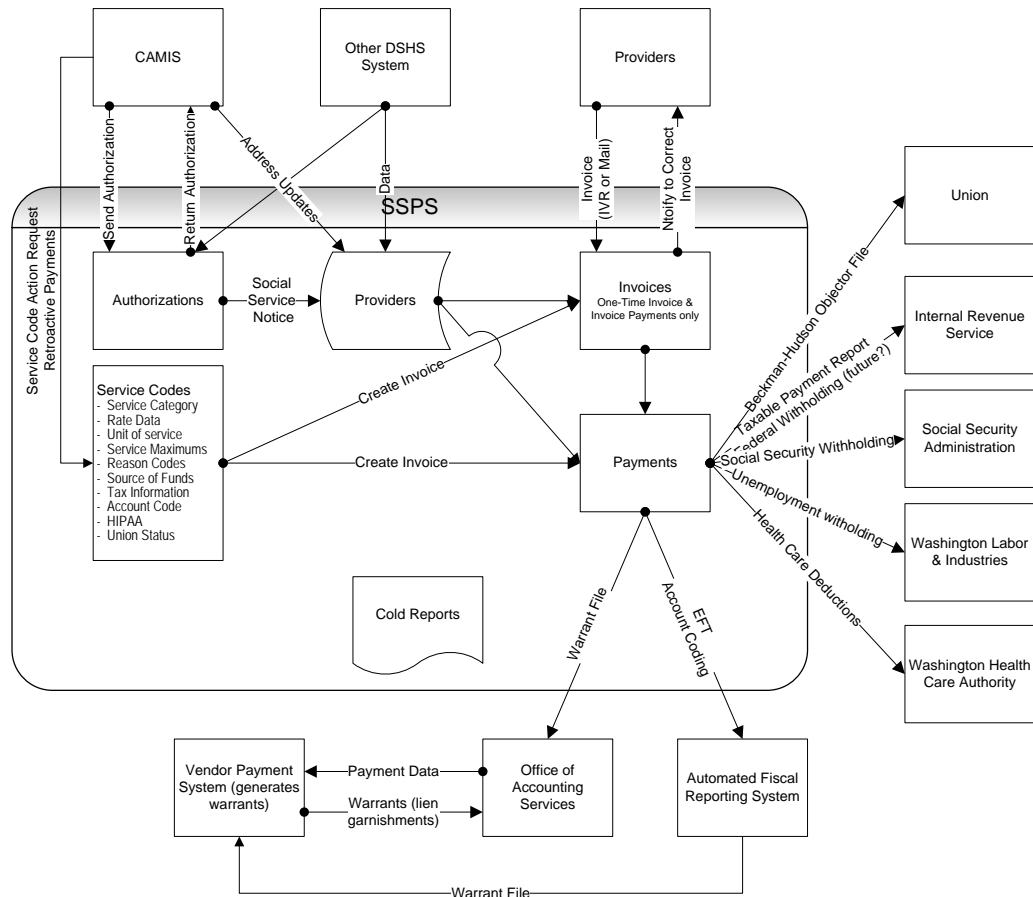 CAMIS
Other DSHS
System
Providers
Send Authorization
Return Authorization
Address Updates
Data
Invoice
(IVR or Mail)
Ntoify to Correct
Invoice
Service Code Action Request
Retroactive Payments
SSPS
Authorizations
Social
Service
Notice
Providers
Invoices
One-Time Invoice &
Invoice Payments only
Service Codes
- Service Category
- Rate Data
- Unit of service
- Service Maximums
- Reason Codes
- Source of Funds
- Tax Information
- Account Code
- HIPAA
- Union Status
Create Invoice
Create Invoice
Payments
Beckman-Hudson Objector File
Taxable Payment Report
Federal Withholding (future?)
Social Security Withholding
Unemployment witholding
Health Care Deductions
Union
Internal Revenue
Service
Social Security
Administration
Washington Labor
& Industries
Washington Health
Care Authority
Cold Reports
Warrant File
EFT
Account Coding
Vendor Payment
System (generates
warrants)
Payment Data
Warrants (lien
garnishments)
Office of
Accounting
Services
Automated Fiscal
Reporting System
Warrant File